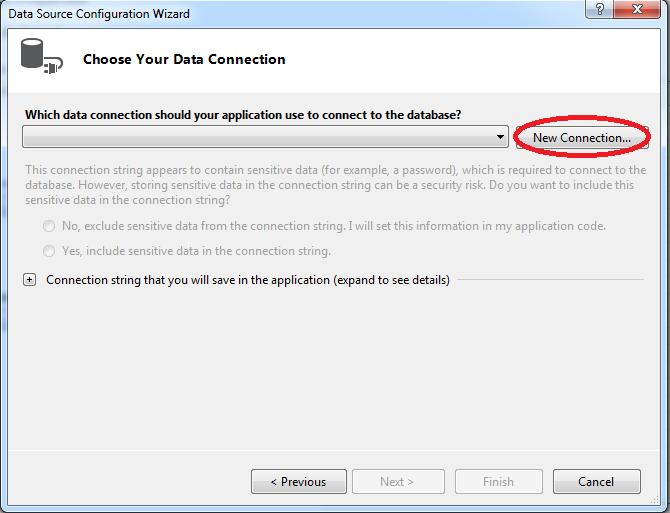 Data Source Configuration Wizard
?
Choose Your Data Connection
Which data connection should your application use to connect to the database?
New Connection...
This connection string appears to contain sensitive data (for example, a password), which is required to connect to the
database. However, storing sensitive data in the connection string can be a security risk. Do you want to include this
sensitive data in the connection string?
No, exclude sensitive data from the connection string. I will set this information in my application code.
Yes, include sensitive data in the connection string.
Connection string that you will save in the application (expand to see details)
< Previous
Next >
Finish
Cancel